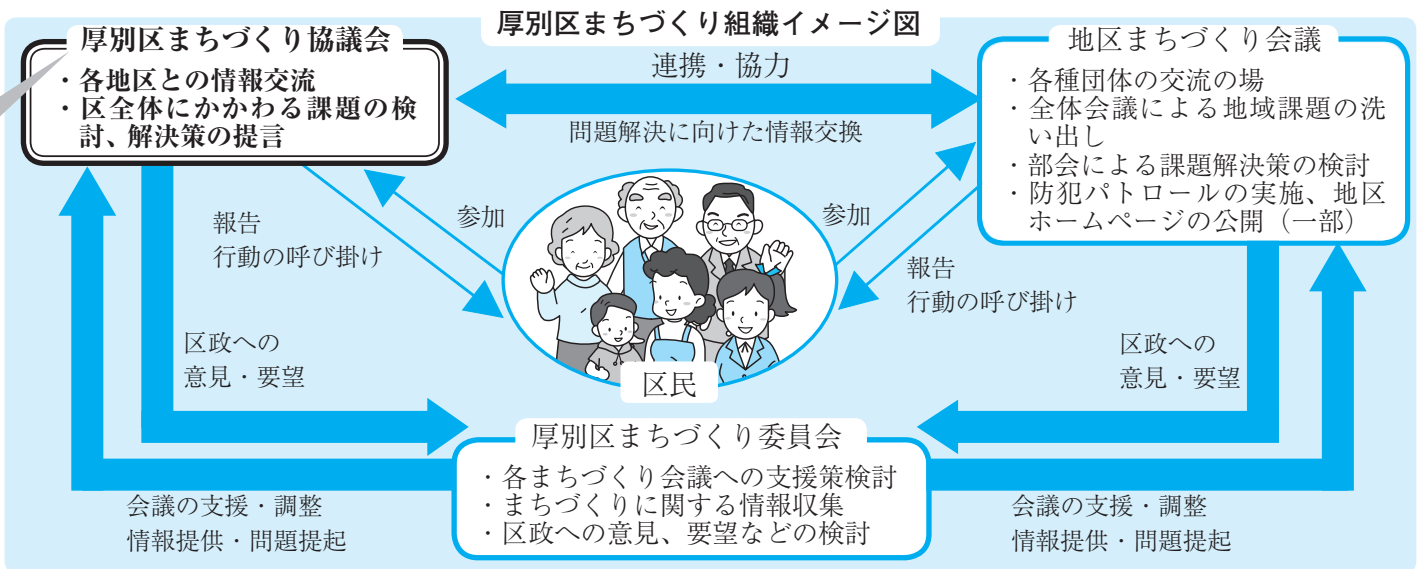 厚別区まちづくり組織イメージ図
厚別区まちづくり協議会
・各地区との情報交流
・区全体にかかわる課題の検
討、解決策の提言
連携・協力
問題解決に向けた情報交換
地区まちづくり会議
・各種団体の交流の場
・全体会議による地域課題の洗
い出し
・部会による課題解決策の検討
・防犯パトロールの実施、地区
ホームページの公開（一部）
報告
行動の呼び掛け
参加
参加
報告
行動の呼び掛け
区民
区政への
意見・要望
区政への
意見・要望
厚別区まちづくり委員会
・各まちづくり会議への支援策検討
・まちづくりに関する情報収集
・区政への意見、要望などの検討
会議の支援・調整
情報提供・問題提起
会議の支援・調整
情報提供・問題提起